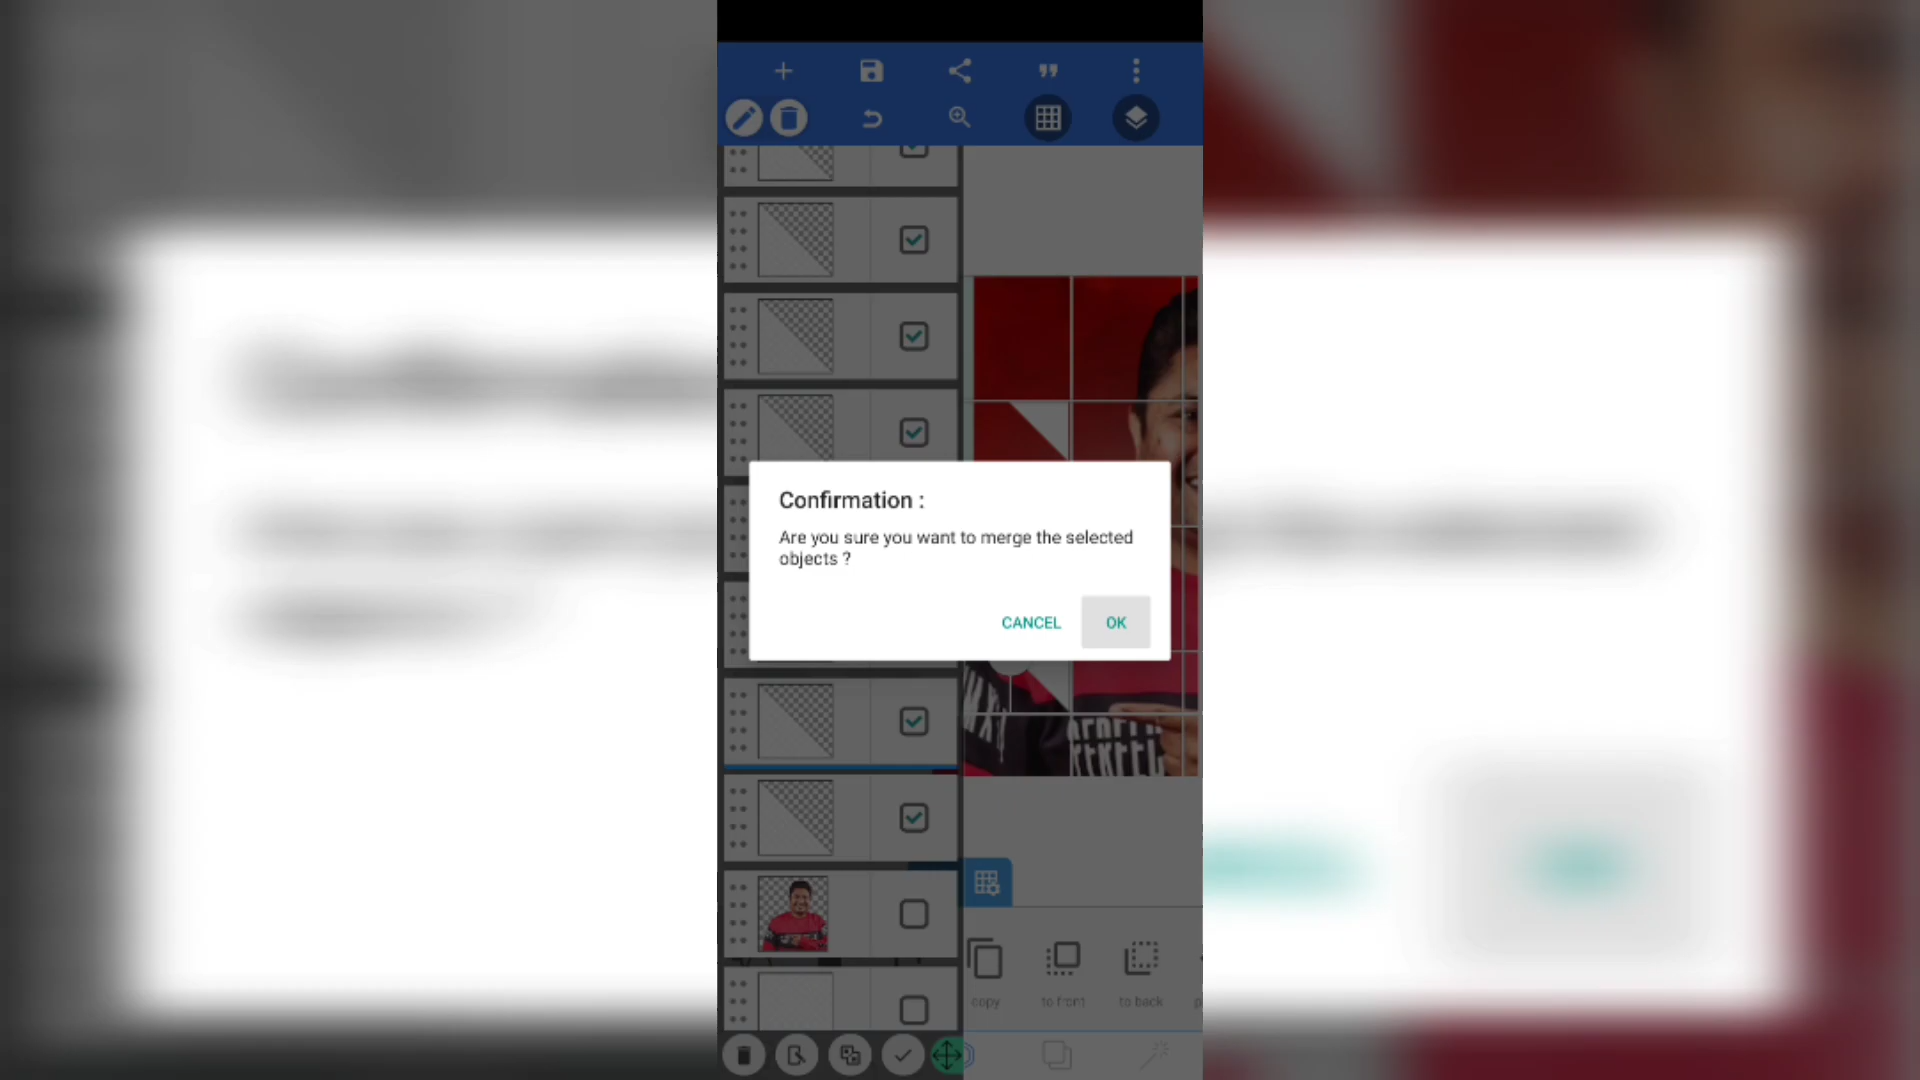 Confirmation :
Are you sure you want to merge the selected
objects ?
CANCEL
OK
copy
to front
to back